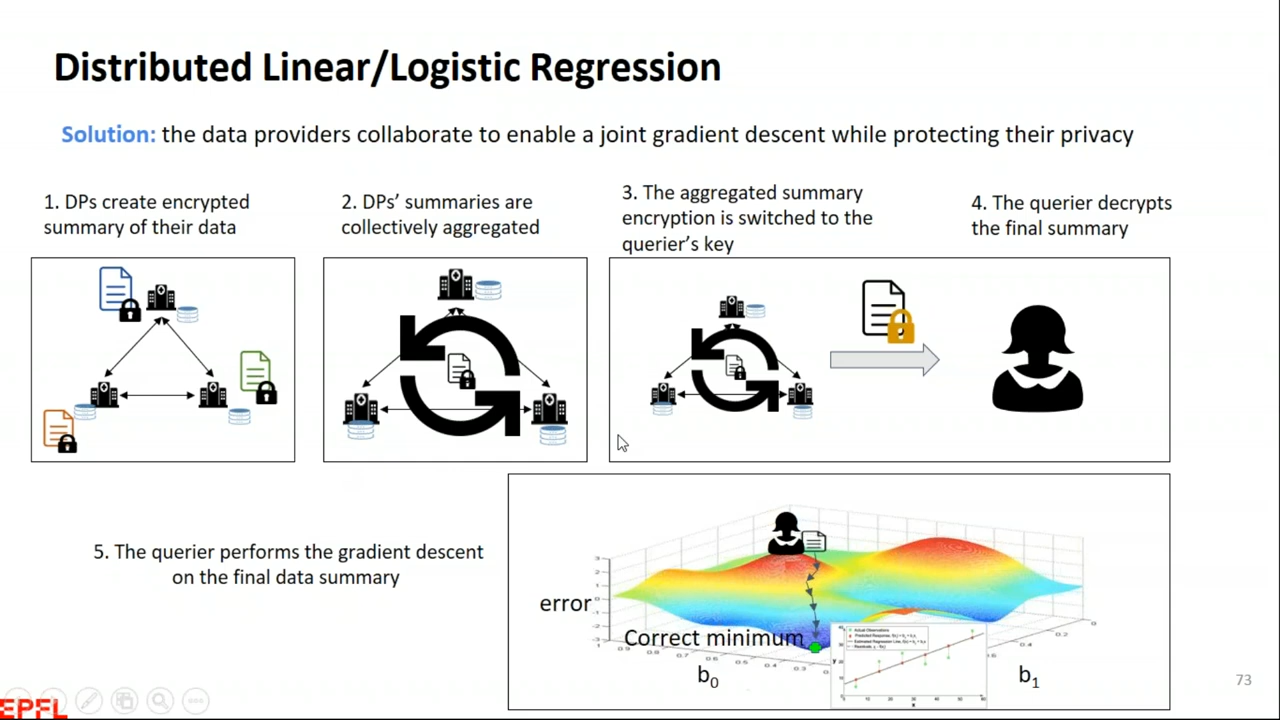 Distributed Linear/Logistic Regression
Solution: the data providers collaborate to enable a joint gradient descent while protecting their privacy
1. DPs create encrypted
summary of their data
2. DPs’ summaries are
collectively aggregated
3. The aggregated summary
encryption is switched to the
querier’s key
4. The querier decrypts
the final summary
5. The querier performs the gradient descent
on the final data summary
error
Correct minimum
b0
b1
73
EPFL